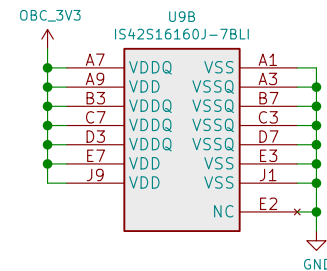 OBC_3V3
U9B
IS42S16160J-7BLI
A7 VDDQ VSS A1
A9 VDD VSSQ A3
B3 VDDQ VSSQ B7
C7 VDDQ VSSQ C3
D3 VDDQ VSSQ D7
E7 VDD VSS E3
J9 VDD VSS J1
NC E2
GND